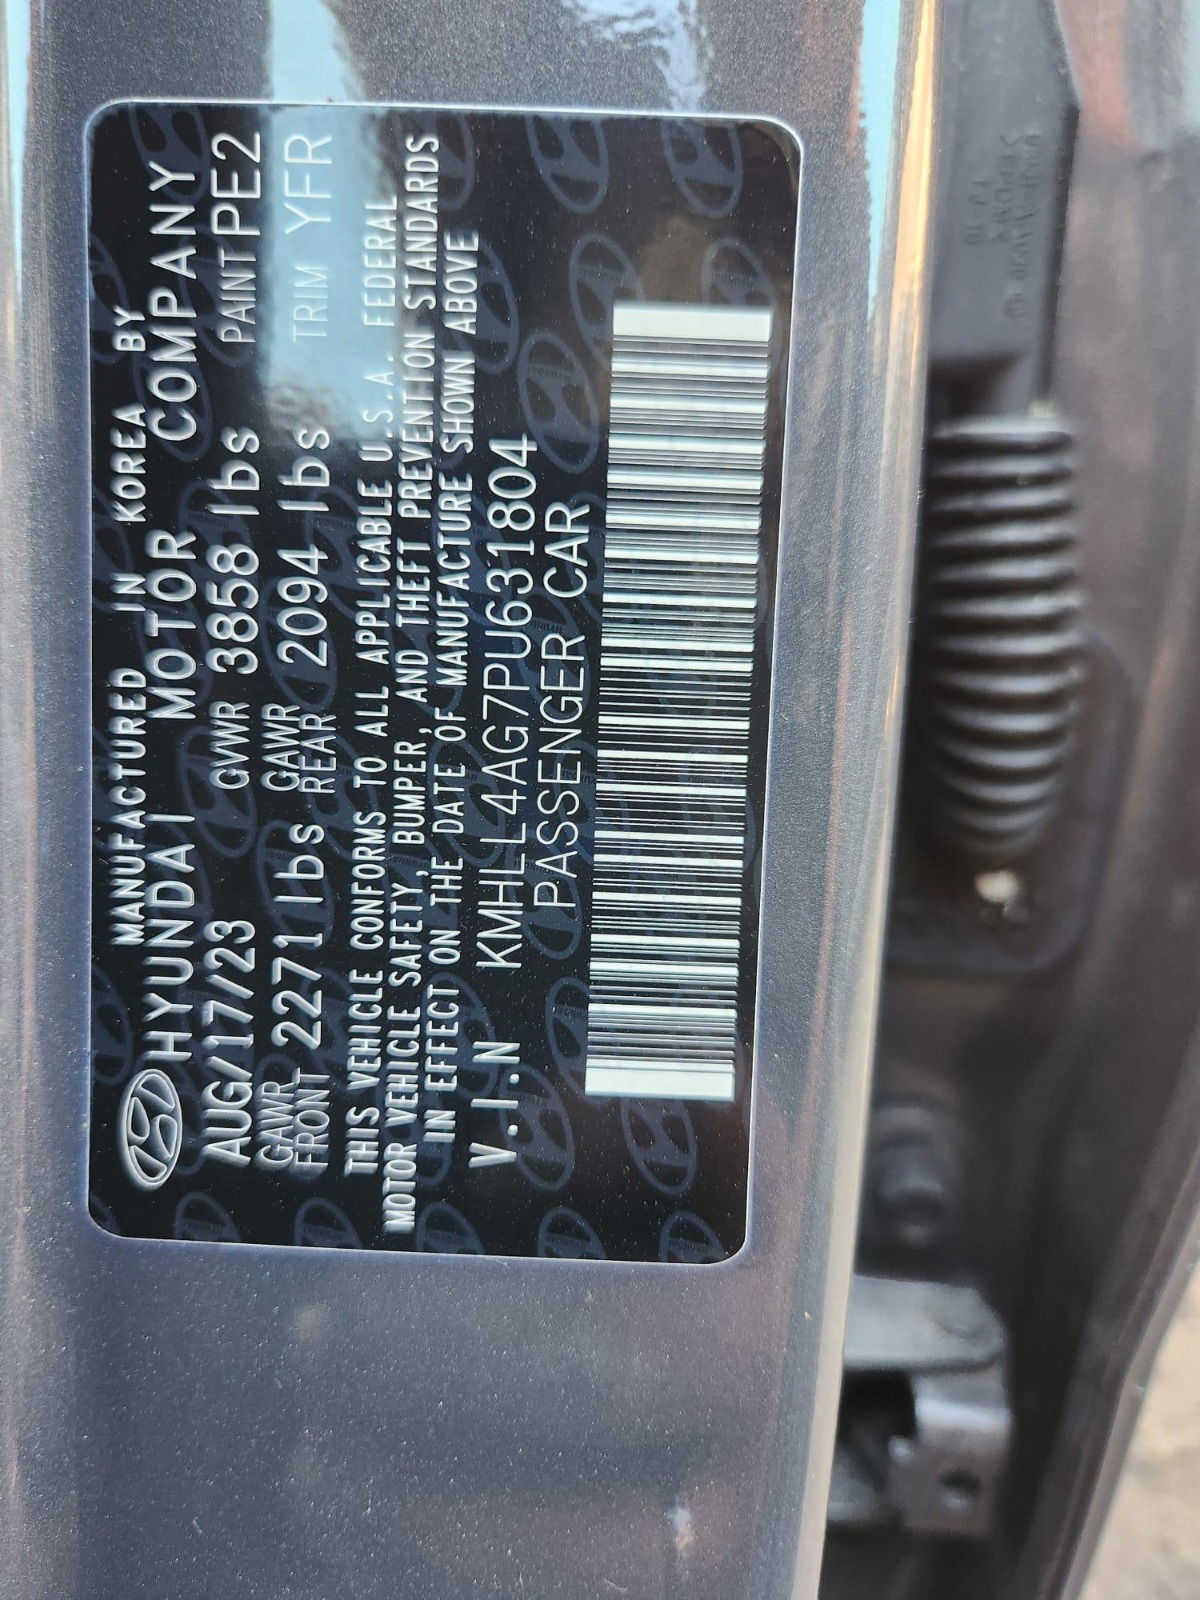 MANUFACTURED IN KOREA BY
HYUNDAI MOTOR COMPANY
AUG/17/23 GVWR 3858 lbs PAINT PE2
GAWR FRONT 2271 lbs GAWR REAR 2094 lbs TRIM YFR
THIS VEHICLE CONFORMS TO ALL APPLICABLE U.S.A. FEDERAL
MOTOR VEHICLE SAFETY, BUMPER, AND THEFT PREVENTION STANDARDS
IN EFFECT ON THE DATE OF MANUFACTURE SHOWN ABOVE
V.I.N KMHLL4AG7PU631804
PASSENGER CAR